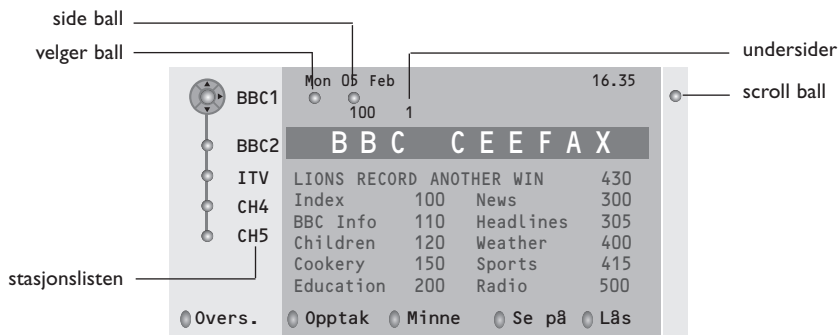 side ball
velger ball
undersider
scroll ball
Mon 05 Feb 16.35
BBC1
100 1
BBC2 BBC CEEFAX
ITV LIONS RECORD ANOTHER WIN 430
Index 100 News 300
CH4
BBC Info 110 Headlines 305
CH5 Children 120 Weather 400
Cookery 150 Sports 415
stasjonslisten
Education 200 Radio 500
Overs. Opptak Minne Se på Lås